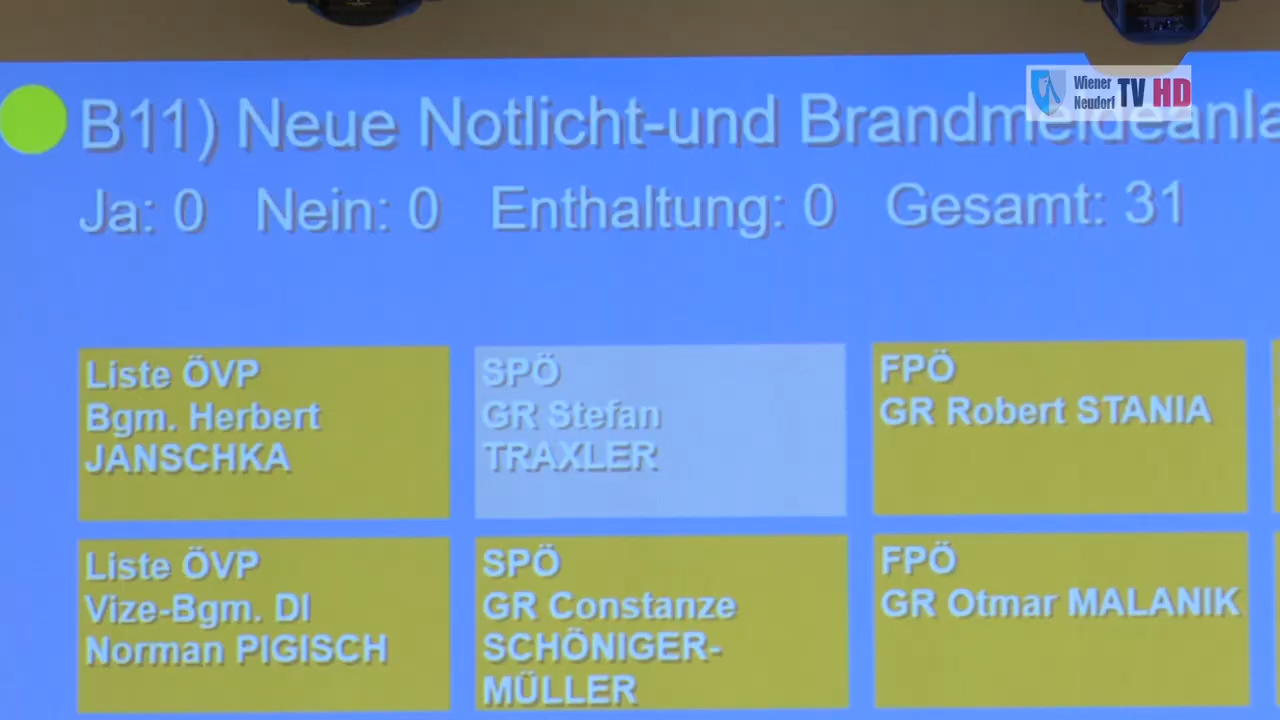 Wiener
Neudorf TV HD
B11) Neue Notlicht-und Brandmeldeanla
Ja: 0 Nein: 0 Enthaltung: 0 Gesamt: 31
Liste ÖVP
Bgm. Herbert
JANSCHKA
SPÖ
GR Stefan
TRAXLER
FPÖ
GR Robert STANIA
Liste ÖVP
Vize-Bgm. DI
Norman PIGISCH
SPÖ
GR Constanze
SCHÖNIGER-
MÜLLER
FPÖ
GR Otmar MALANIK